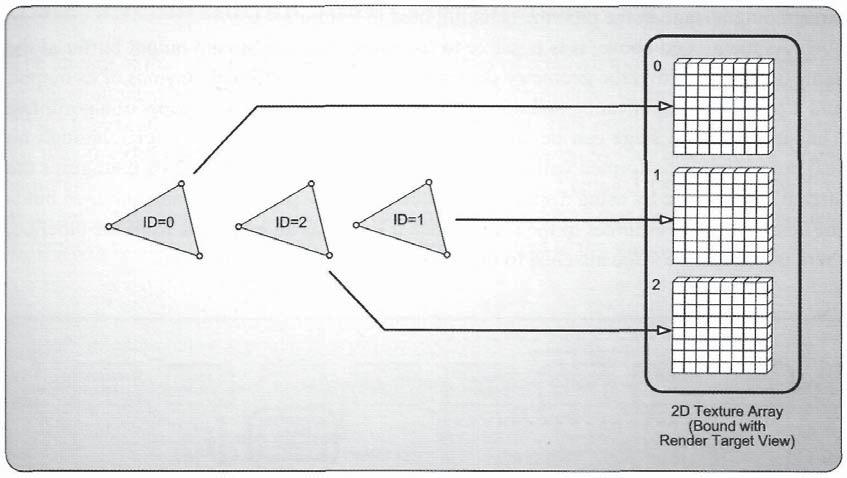 0
1
2
ID=0
ID=2
ID=1
2D Texture Array
(Bound with
Render Target View)